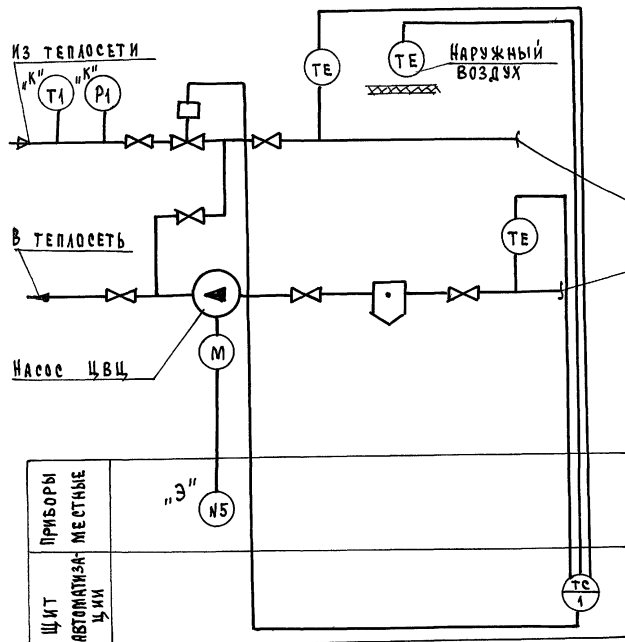 ИЗ ТЕПЛОСЕТИ
"К" "К"
Т1
Р1
ТЕ
ТЕ
НАРУЖНЫЙ
ВОЗДУХ
В ТЕПЛОСЕТЬ
ТЕ
НАСОС ЦВЦ
М
"Э"
N5
ПРИБОРЫ
МЕСТНЫЕ
ЩИТ
АВТОМАТИЗА-
ЦИИ
ТС
1